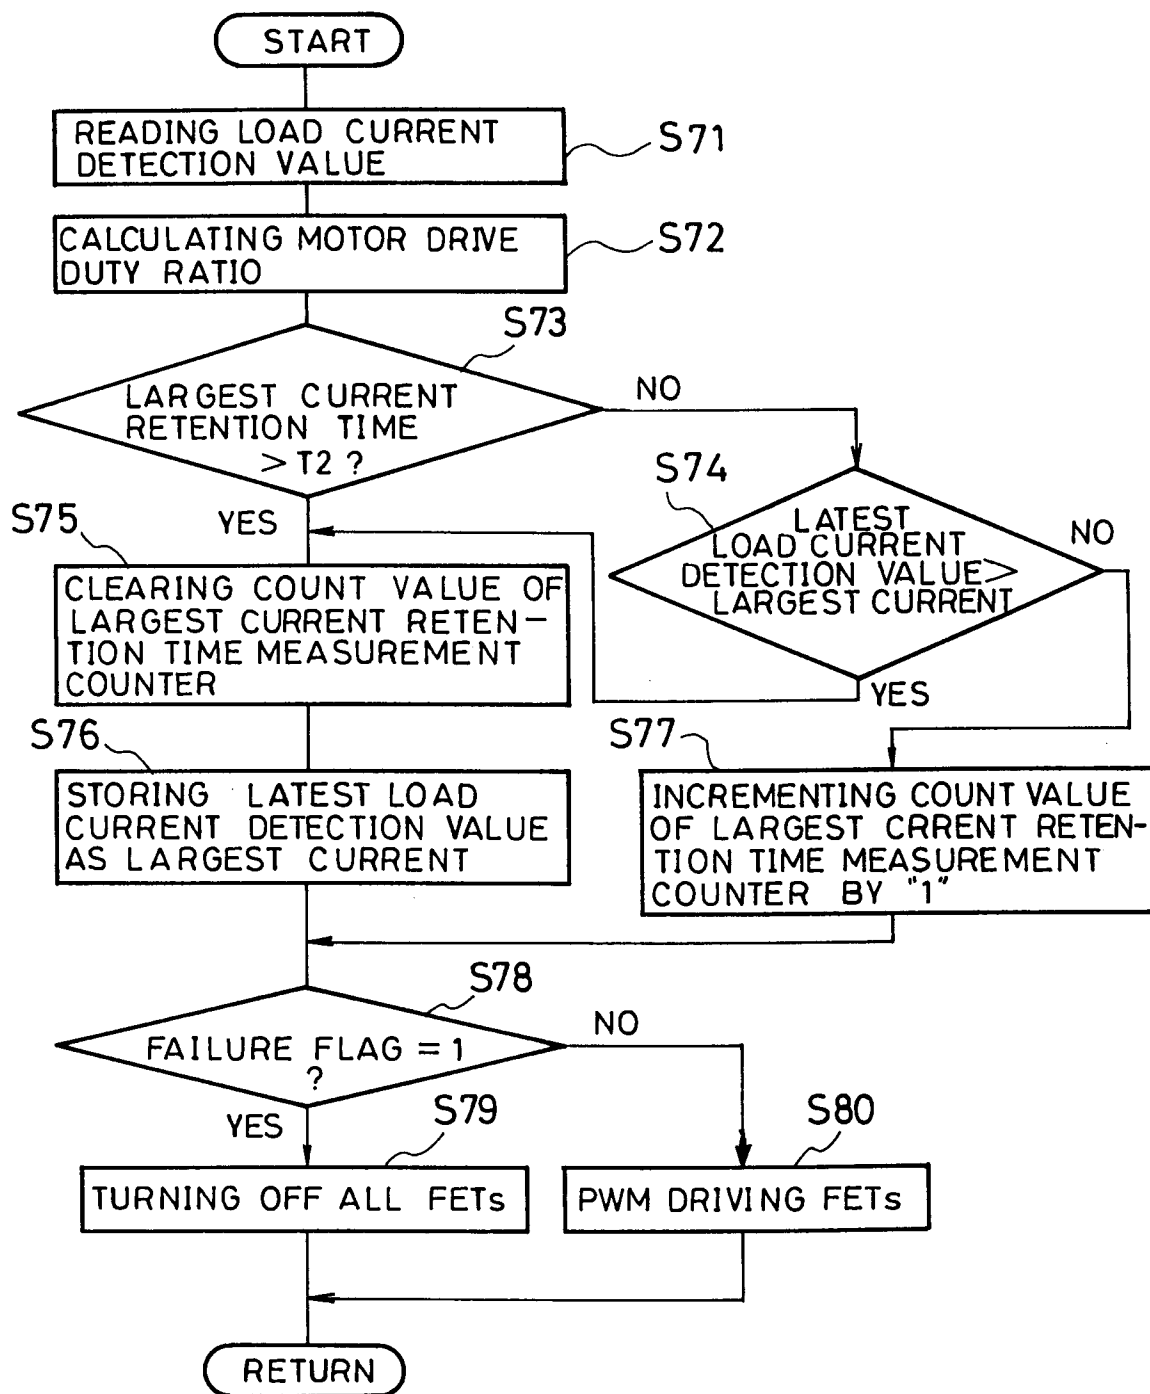 START
READING LOAD CURRENT
DETECTION VALUE
S71
CALCULATING MOTOR DRIVE
DUTY RATIO
S72
S73
LARGEST CURRENT
RETENTION TIME
> T2 ?
NO
YES
S74
LATEST
LOAD CURRENT
DETECTION VALUE >
LARGEST CURRENT
NO
YES
S75
CLEARING COUNT VALUE OF
LARGEST CURRENT RETEN-
TION TIME MEASUREMENT
COUNTER
S76
STORING LATEST LOAD
CURRENT DETECTION VALUE
AS LARGEST CURRENT
S77
INCREMENTING COUNT VALUE
OF LARGEST CRRENT RETEN-
TION TIME MEASUREMENT
COUNTER BY "1"
S78
FAILURE FLAG = 1
?
NO
YES
S79
TURNING OFF ALL FETs
S80
PWM DRIVING FETs
RETURN